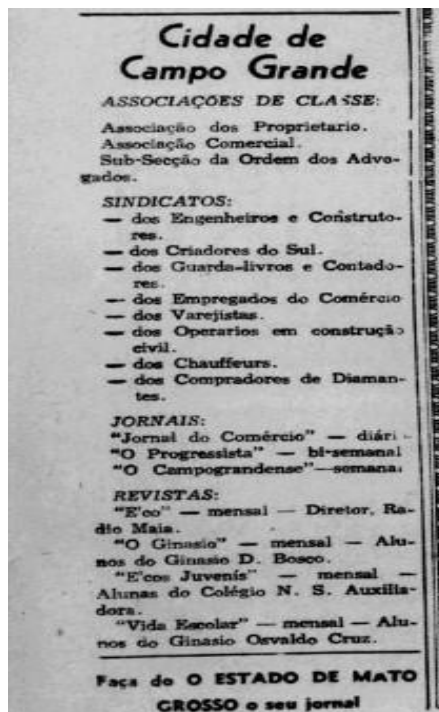 Cidade de
Campo Grande
ASSOCIAÇÕES DE CLASSE:
Associação dos Proprietario.
Associação Comercial.
Sub-Secção da Ordem dos Advo-
gados.
SINDICATOS:
— dos Engenheiros e Construto-
res.
— dos Criadores do Sul.
— dos Guarda-livros e Contado-
res.
— dos Empregados do Comércio
— dos Varejistas.
— dos Operarios em construção
civil.
— dos Chauffeurs.
— dos Compradores de Diaman-
tes.
JORNAIS:
"Jornal do Comércio" — diári-
"O Progressista" — bi-semanal
"O Campograndense"—semanal
REVISTAS:
"E'co" — mensal — Diretor, Ra-
dio Maia.
"O Ginasio" — mensal — Alu-
nos do Ginasio D. Bosco.
"E'cos Juvenís" — mensal —
Alunas do Colégio N. S. Auxilia-
dora.
"Vida Escolar" — mensal — Alu-
nos do Ginasio Osvaldo Cruz.
Faça do O ESTADO DE MATO
GROSSO o seu jornal